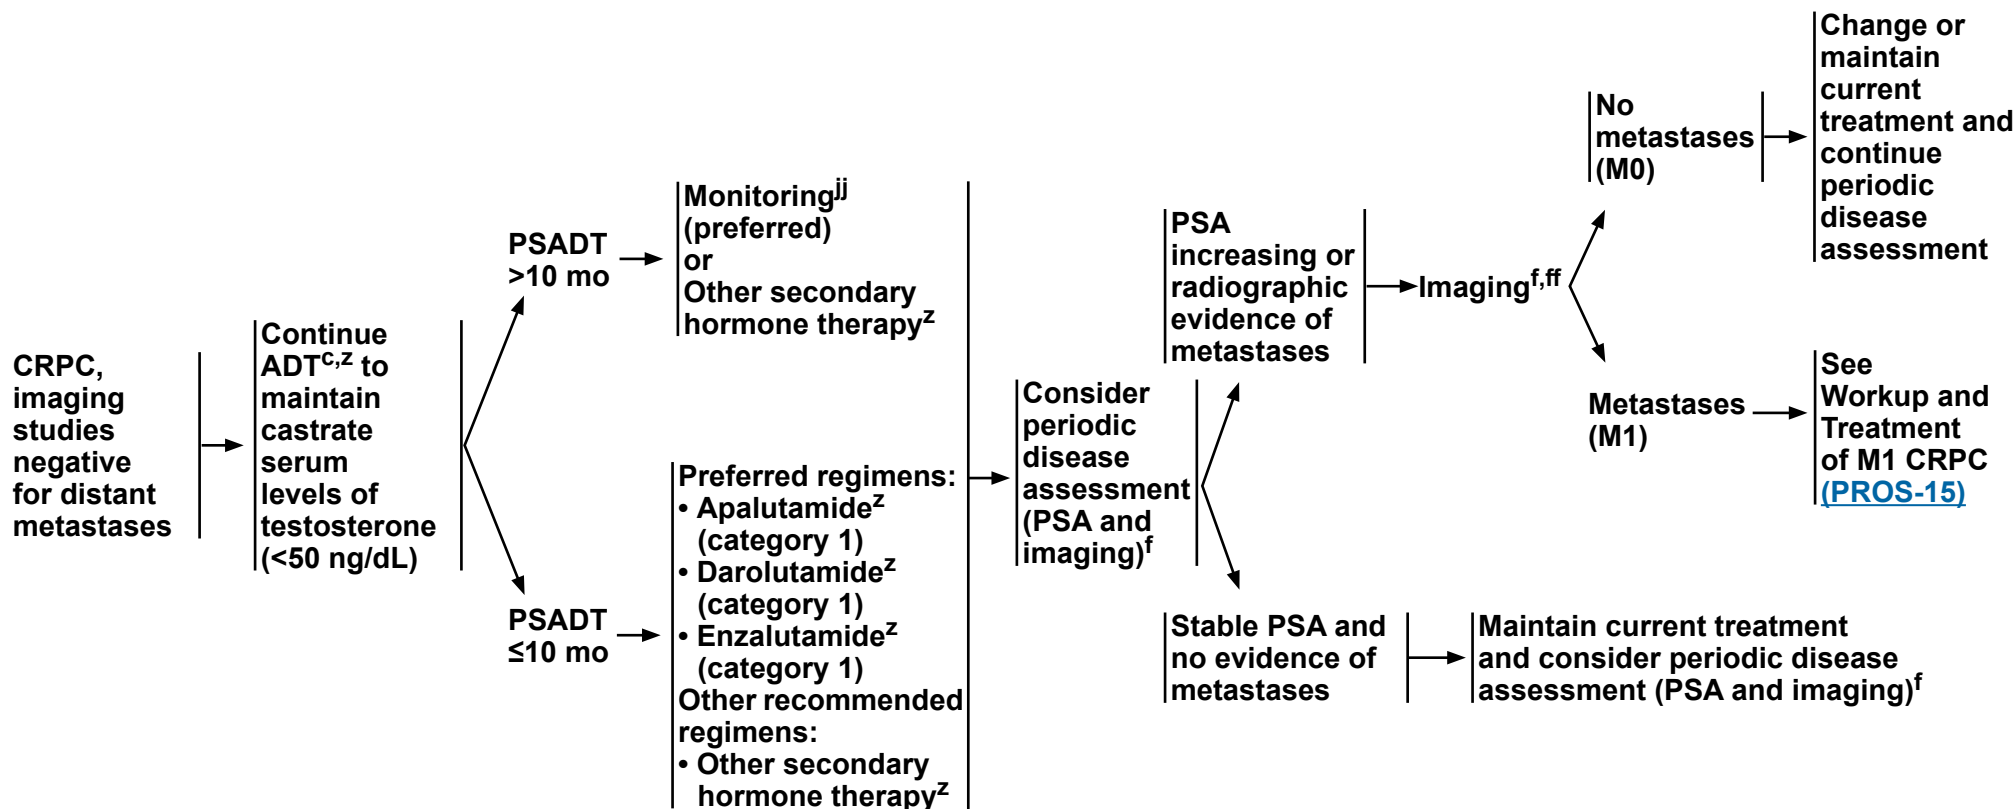 CRPC,
imaging
studies
negative
for distant
metastases
Continue
ADTc,z to
maintain
castrate
serum
levels of
testosterone
(<50 ng/dL)
PSADT
>10 mo
Monitoringjj
(preferred)
or
Other secondary
hormone therapyz
PSADT
≤10 mo
Preferred regimens:
• Apalutamidez
(category 1)
• Darolutamidez
(category 1)
• Enzalutamidez
(category 1)
Other recommended
regimens:
• Other secondary
hormone therapyz
Consider
periodic
disease
assessment
(PSA and
imaging)f
PSA
increasing or
radiographic
evidence of
metastases
Imagingf,ff
No
metastases
(M0)
Change or
maintain
current
treatment and
continue
periodic
disease
assessment
Metastases
(M1)
See
Workup and
Treatment
of M1 CRPC
(PROS-15)
Stable PSA and
no evidence of
metastases
Maintain current treatment
and consider periodic disease
assessment (PSA and imaging)f